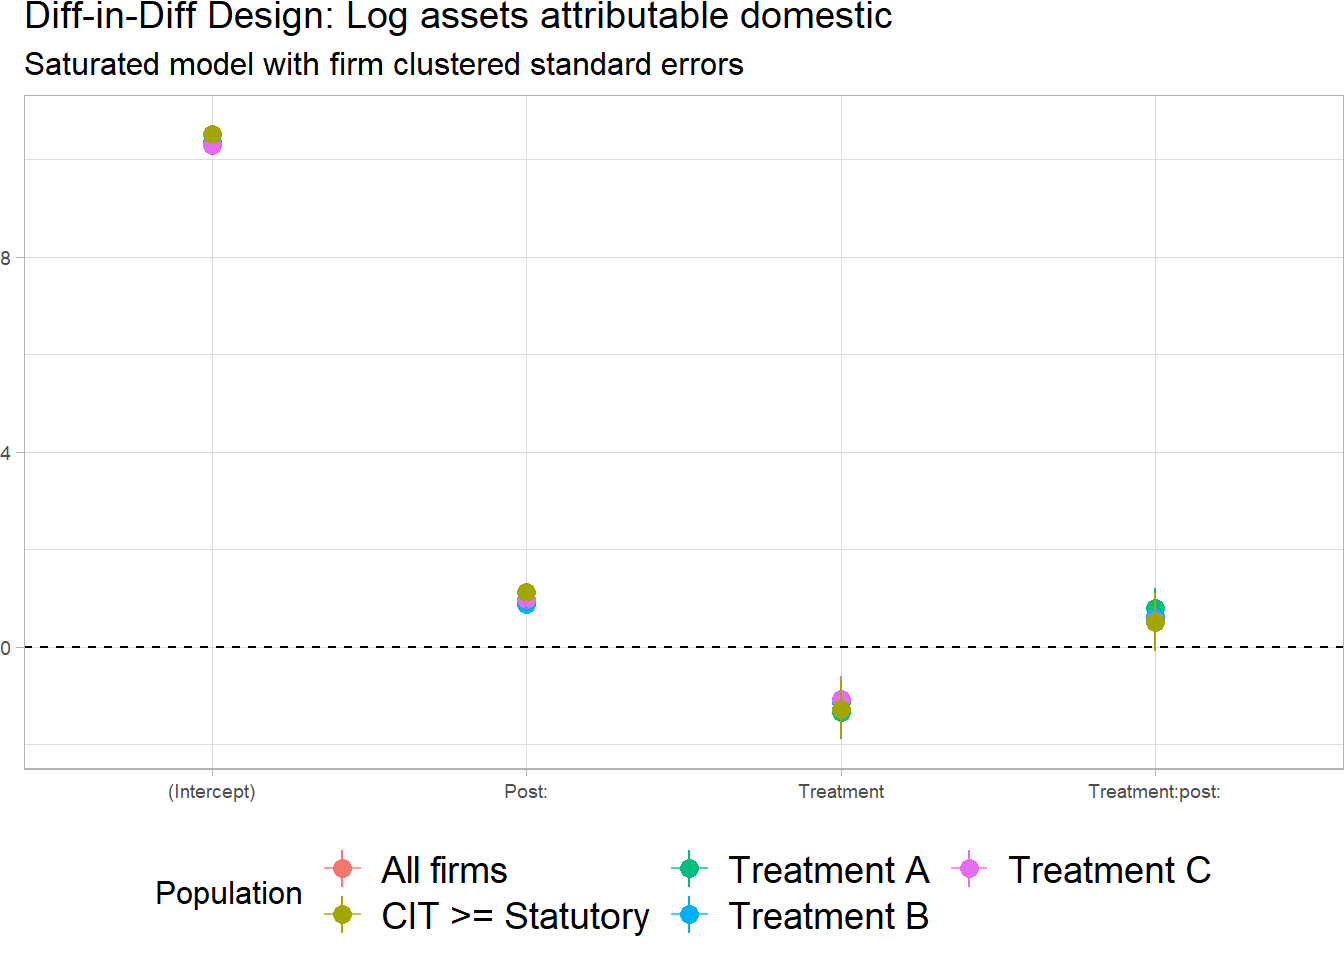 Diff-in-Diff Design: Log assets attributable domestic
Saturated model with firm clustered standard errors
8
4
0
(Intercept) Post: Treatment Treatment:post:
Population
All firms Treatment A Treatment C
CIT >= Statutory Treatment B